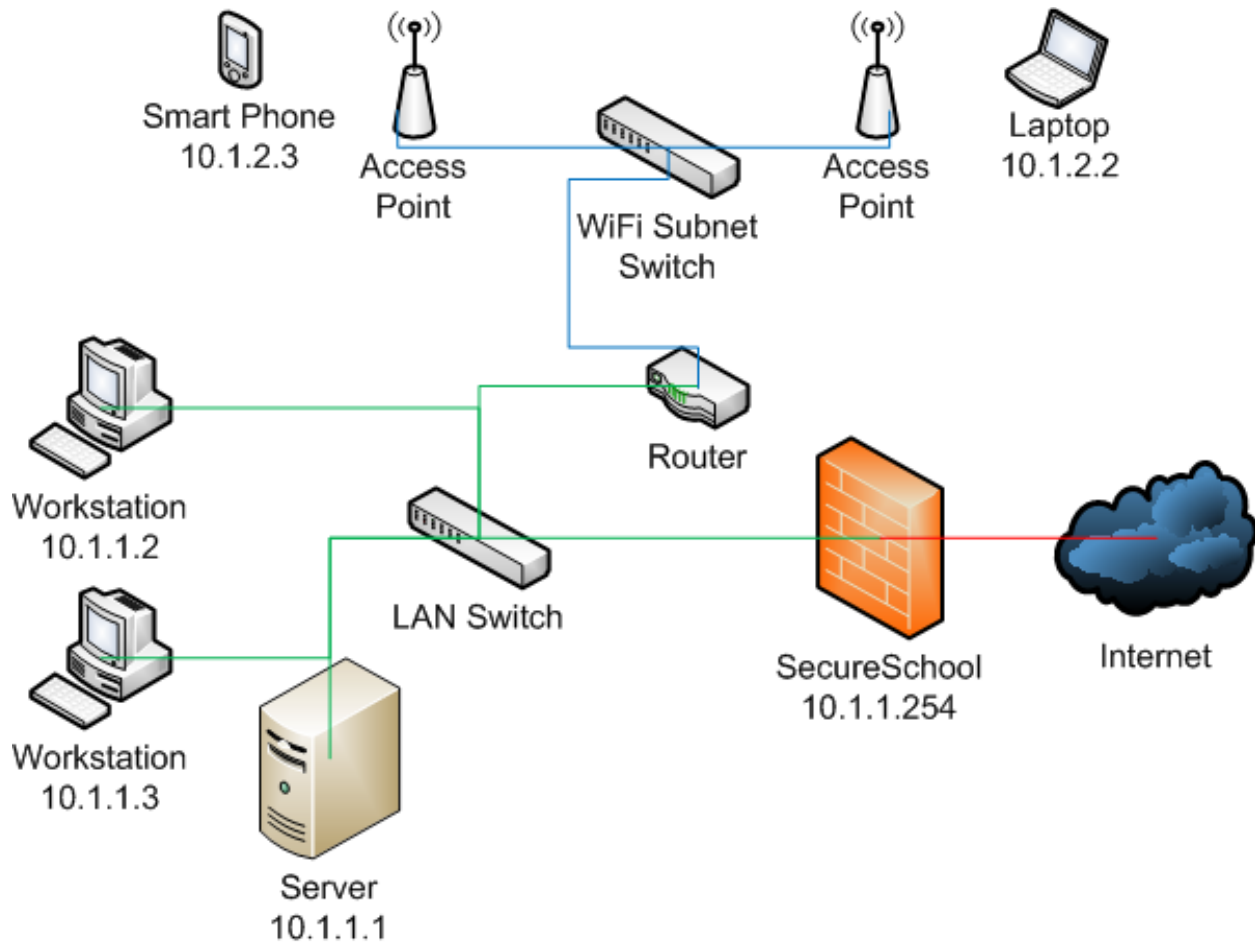 Smart Phone
10.1.2.3
Access
Point
WiFi Subnet
Switch
Access
Point
Laptop
10.1.2.2
Workstation
10.1.1.2
Router
LAN Switch
SecureSchool
10.1.1.254
Internet
Workstation
10.1.1.3
Server
10.1.1.1